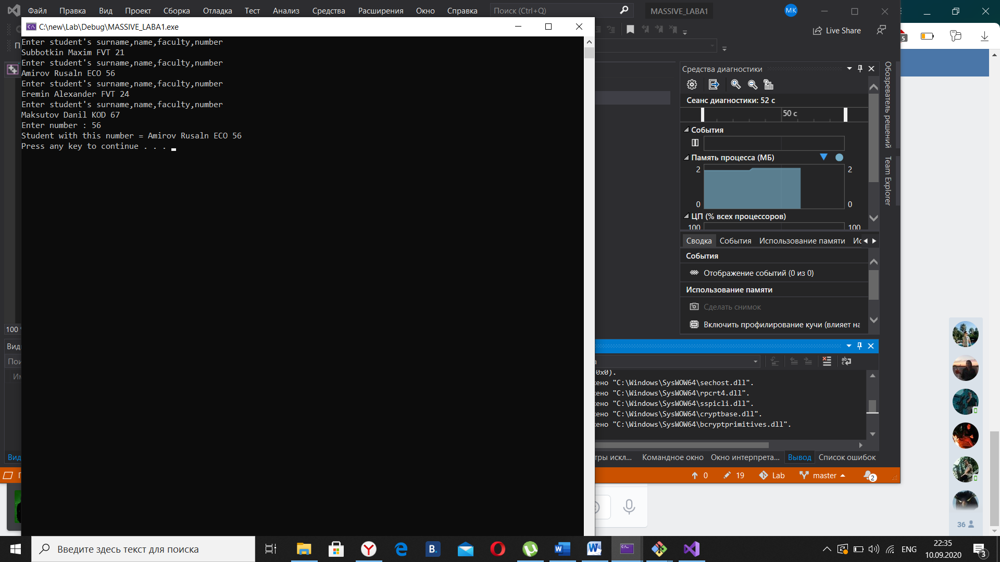 Файл Правка Вид Проект Сборка Отладка Тест Анализ Средства Расширения Окно Справка Поиск (Ctrl+Q) MASSIVE_LABA1 MK
C:\new\Lab\Debug\MASSIVE_LABA1.exe
Live Share
5
Enter student's surname,name,faculty,number
Subbotkin Maxim FVT 21
Enter student's surname,name,faculty,number
Amirov Rusaln ECO 56
Enter student's surname,name,faculty,number
Eremin Alexander FVT 24
Enter student's surname,name,faculty,number
Maksutov Danil KOD 67
Enter number : 56
Student with this number = Amirov Rusaln ECO 56
Press any key to continue . . .
Средства диагностики
Сеанс диагностики: 52 с
50 с
События
Память процесса (МБ)
2 2
0 0
ЦП (% всех процессоров)
100 100
Сводка События Использование памяти Ис
События
Отображение событий (0 из 0)
Использование памяти
Сделать снимок
Включить профилирование кучи (влияет на
Обозреватель решений
Team Explorer
100 %
Вид
Пои
Им
Вид
а
0x0).
ено "C:\Windows\SysWOW64\sechost.dll".
ено "C:\Windows\SysWOW64\rpcrt4.dll".
ено "C:\Windows\SysWOW64\sspicli.dll".
ено "C:\Windows\SysWOW64\cryptbase.dll".
ено "C:\Windows\SysWOW64\bcryptprimitives.dll".
тры искл... Командное окно Окно интерпрета... Вывод Список ошибок
0 19 Lab master 2
36
Введите здесь текст для поиска
ENG
22:35
10.09.2020
3